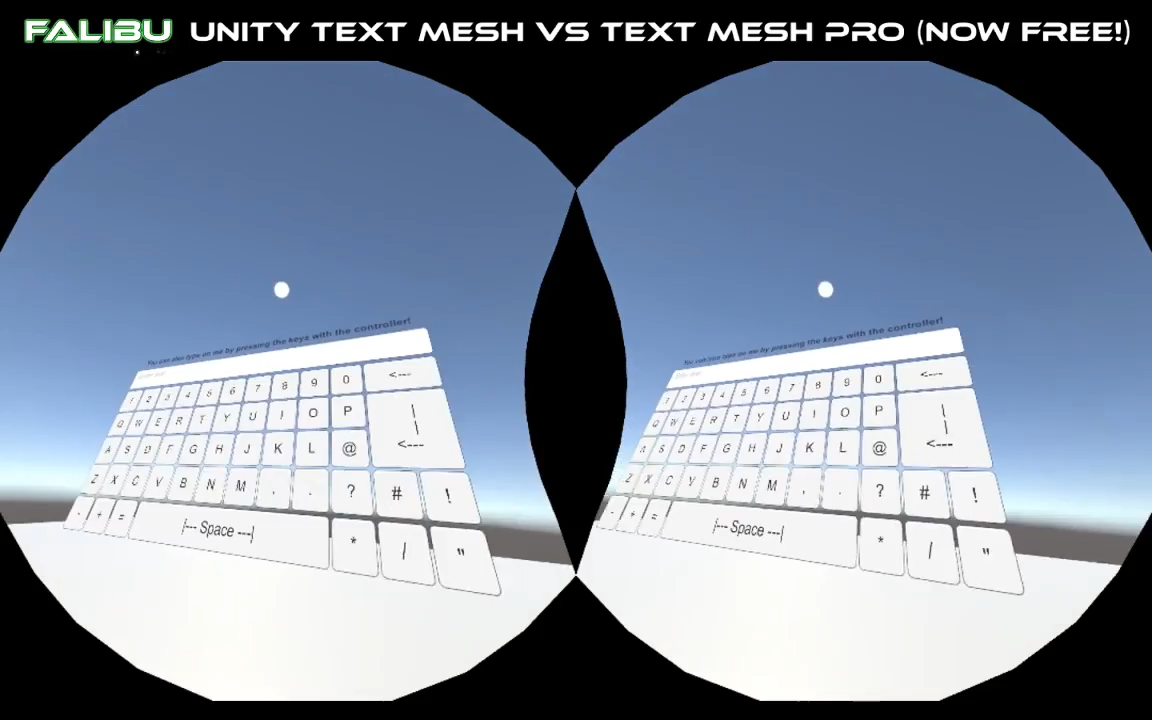 FALIBU UNITY TEXT MESH VS TEXT MESH PRO (NOW FREE!)
You can also type on me by pressing the keys with the controller!
1 2 3 4 5 6 7 8 9 0 <---
Q W E R T Y U I O P | | <---
A S D F G H J K L @
Z X C V B N M , . ? # !
- + = |--- Space ---| * / "
You can also type on me by pressing the keys with the controller!
1 2 3 4 5 6 7 8 9 0 <---
Q W E R T Y U I O P | | <---
A S D F G H J K L @
Z X C V B N M , . ? # !
- + = |--- Space ---| * / "